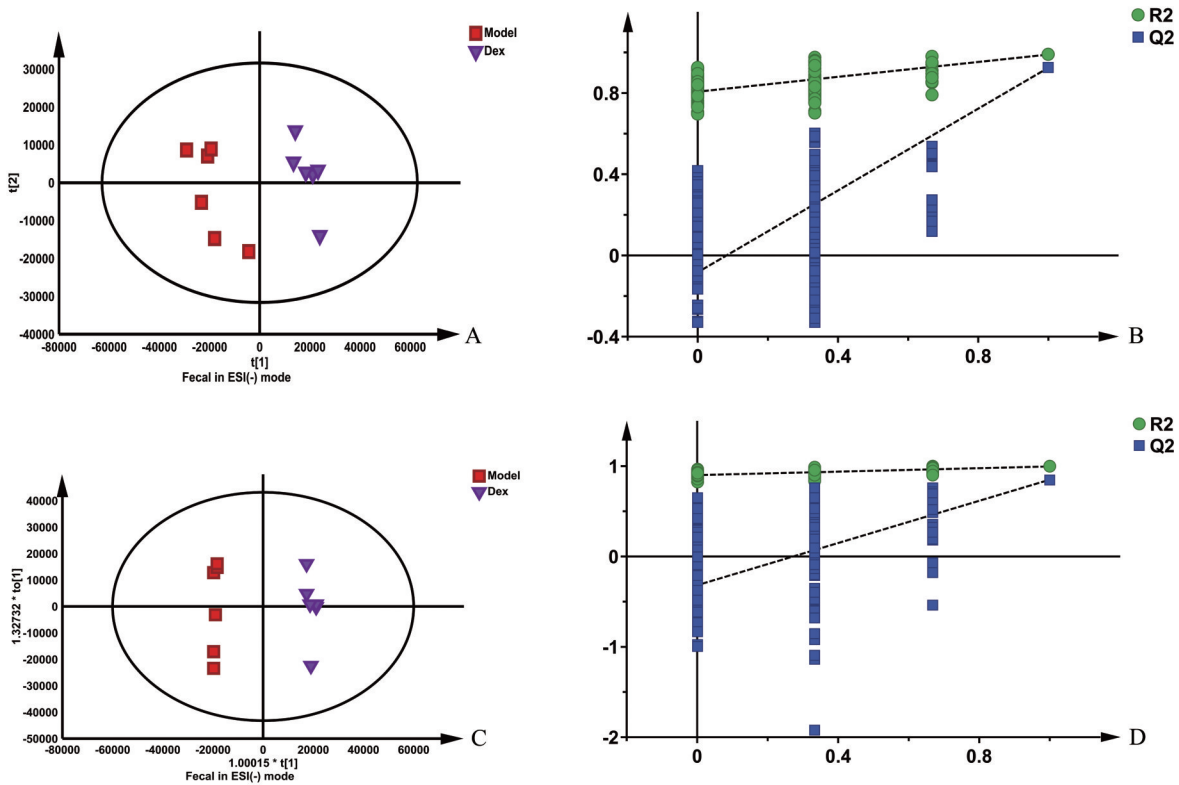 Model
Dex
30000
20000
10000
0
-10000
-20000
-30000
-40000
t[2]
-80000 -60000 -40000 -20000 0 20000 40000 60000
t[1]
Fecal in ESI(-) mode
A
R2
Q2
0.8
0.4
0
-0.4
0 0.4 0.8
B
Model
Dex
40000
30000
20000
10000
0
-10000
-20000
-30000
-40000
-50000
1.32732 * to[1]
-80000 -60000 -40000 -20000 0 20000 40000 60000
1.00015 * t[1]
Fecal in ESI(-) mode
C
R2
Q2
1
0
-1
-2
0 0.4 0.8
D